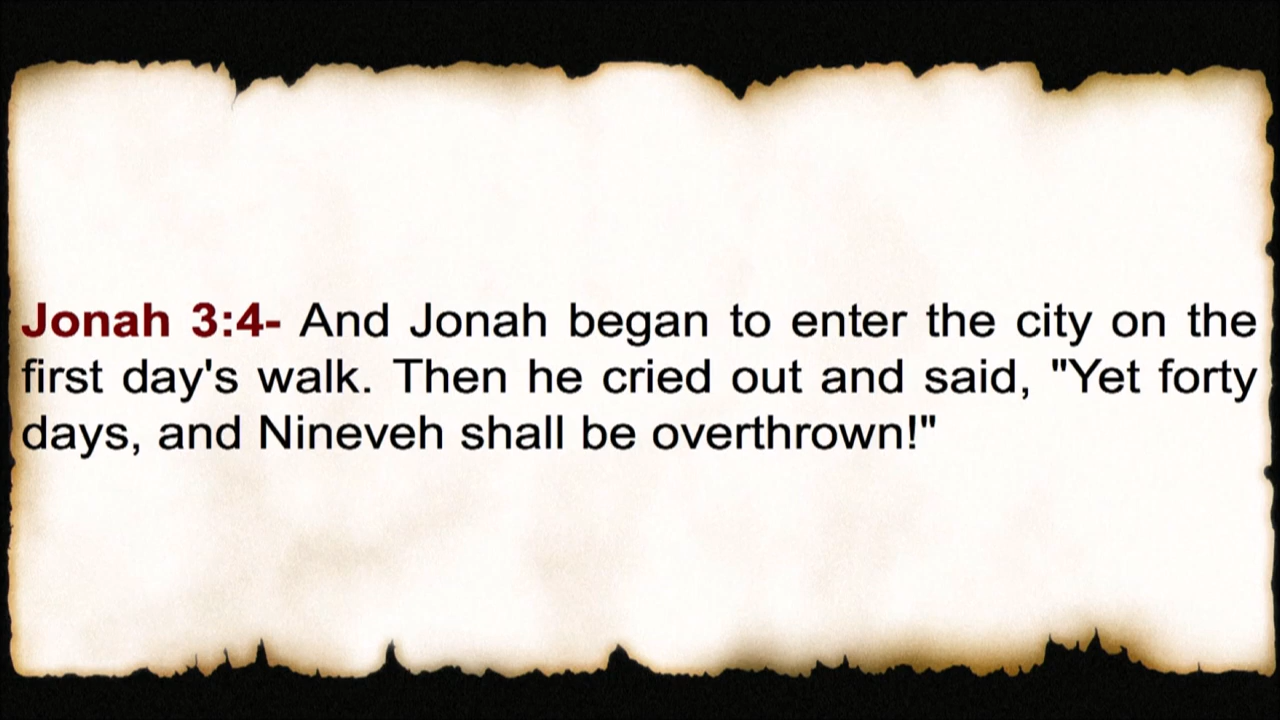 Jonah 3:4- And Jonah began to enter the city on the
first day's walk. Then he cried out and said, "Yet forty
days, and Nineveh shall be overthrown!"